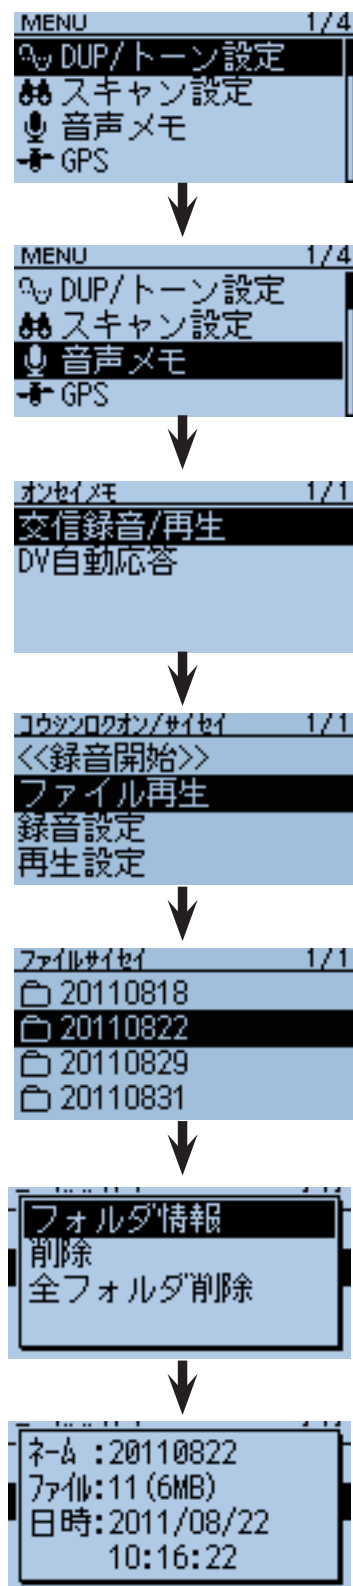 MENU 1/4
DUP/トーン設定
スキャン設定
音声メモ
GPS
MENU 1/4
DUP/トーン設定
スキャン設定
音声メモ
GPS
オンセイメモ 1/1
交信録音/再生
DV自動応答
コウシンロクオン/サイセイ 1/1
<<録音開始>>
ファイル再生
録音設定
再生設定
ファイルサイセイ 1/1
20110818
20110822
20110829
20110831
フォルダ情報
削除
全フォルダ削除
ネーム :20110822
ファイル:11(6MB)
日時:2011/08/22
10:16:22